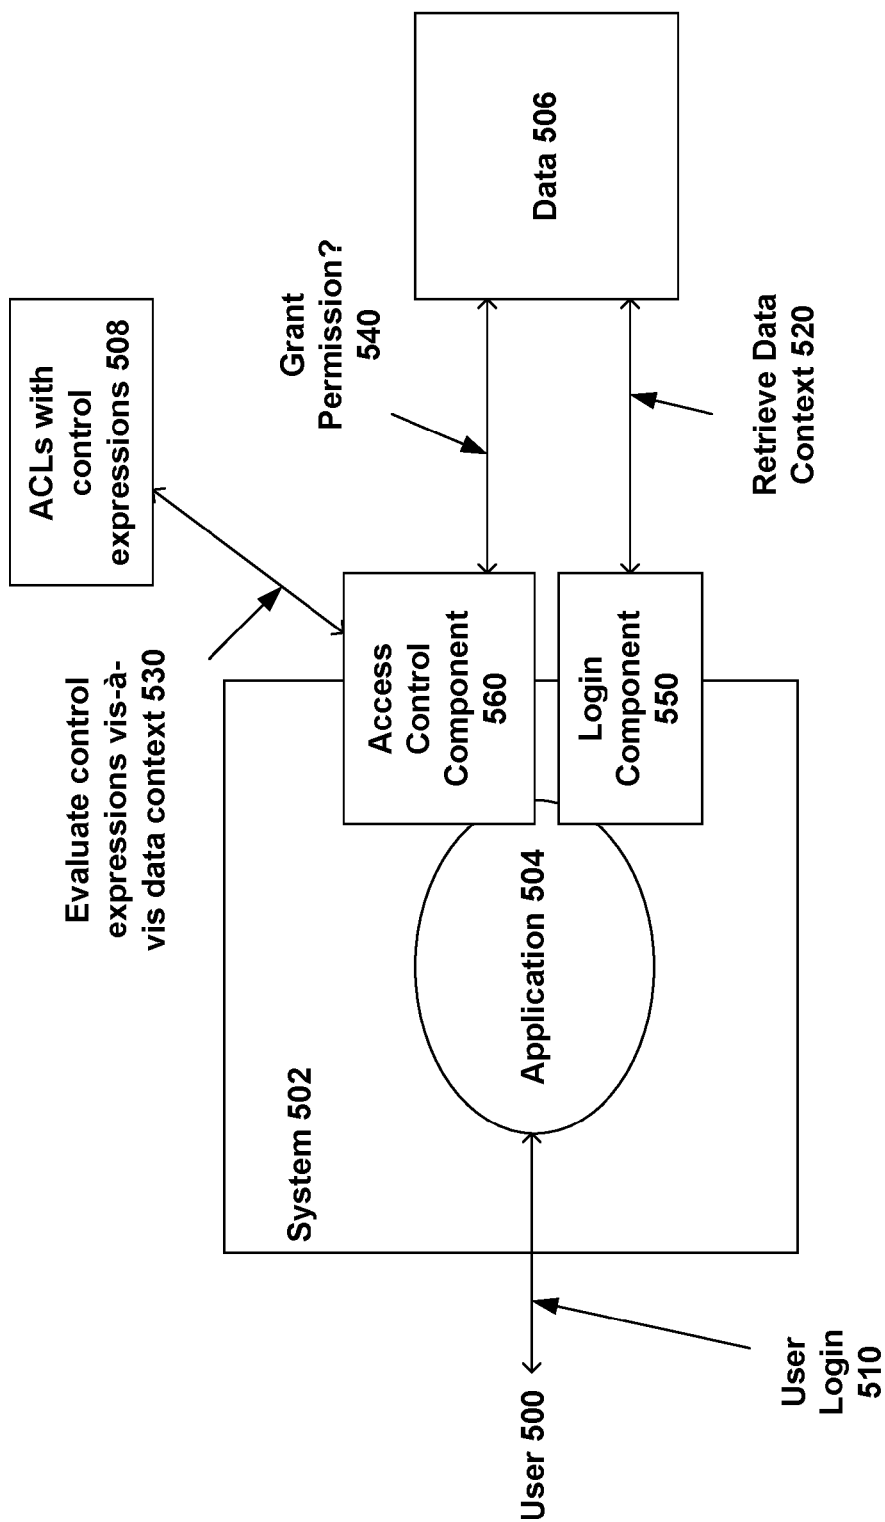 ACLs with
control
expressions 508
Evaluate control
expressions vis-à-
vis data context 530
Grant
Permission?
540
Data 506
System 502
Access
Control
Component
560
User 500
Application 504
Login
Component
550
User
Login
510
Retrieve Data
Context 520